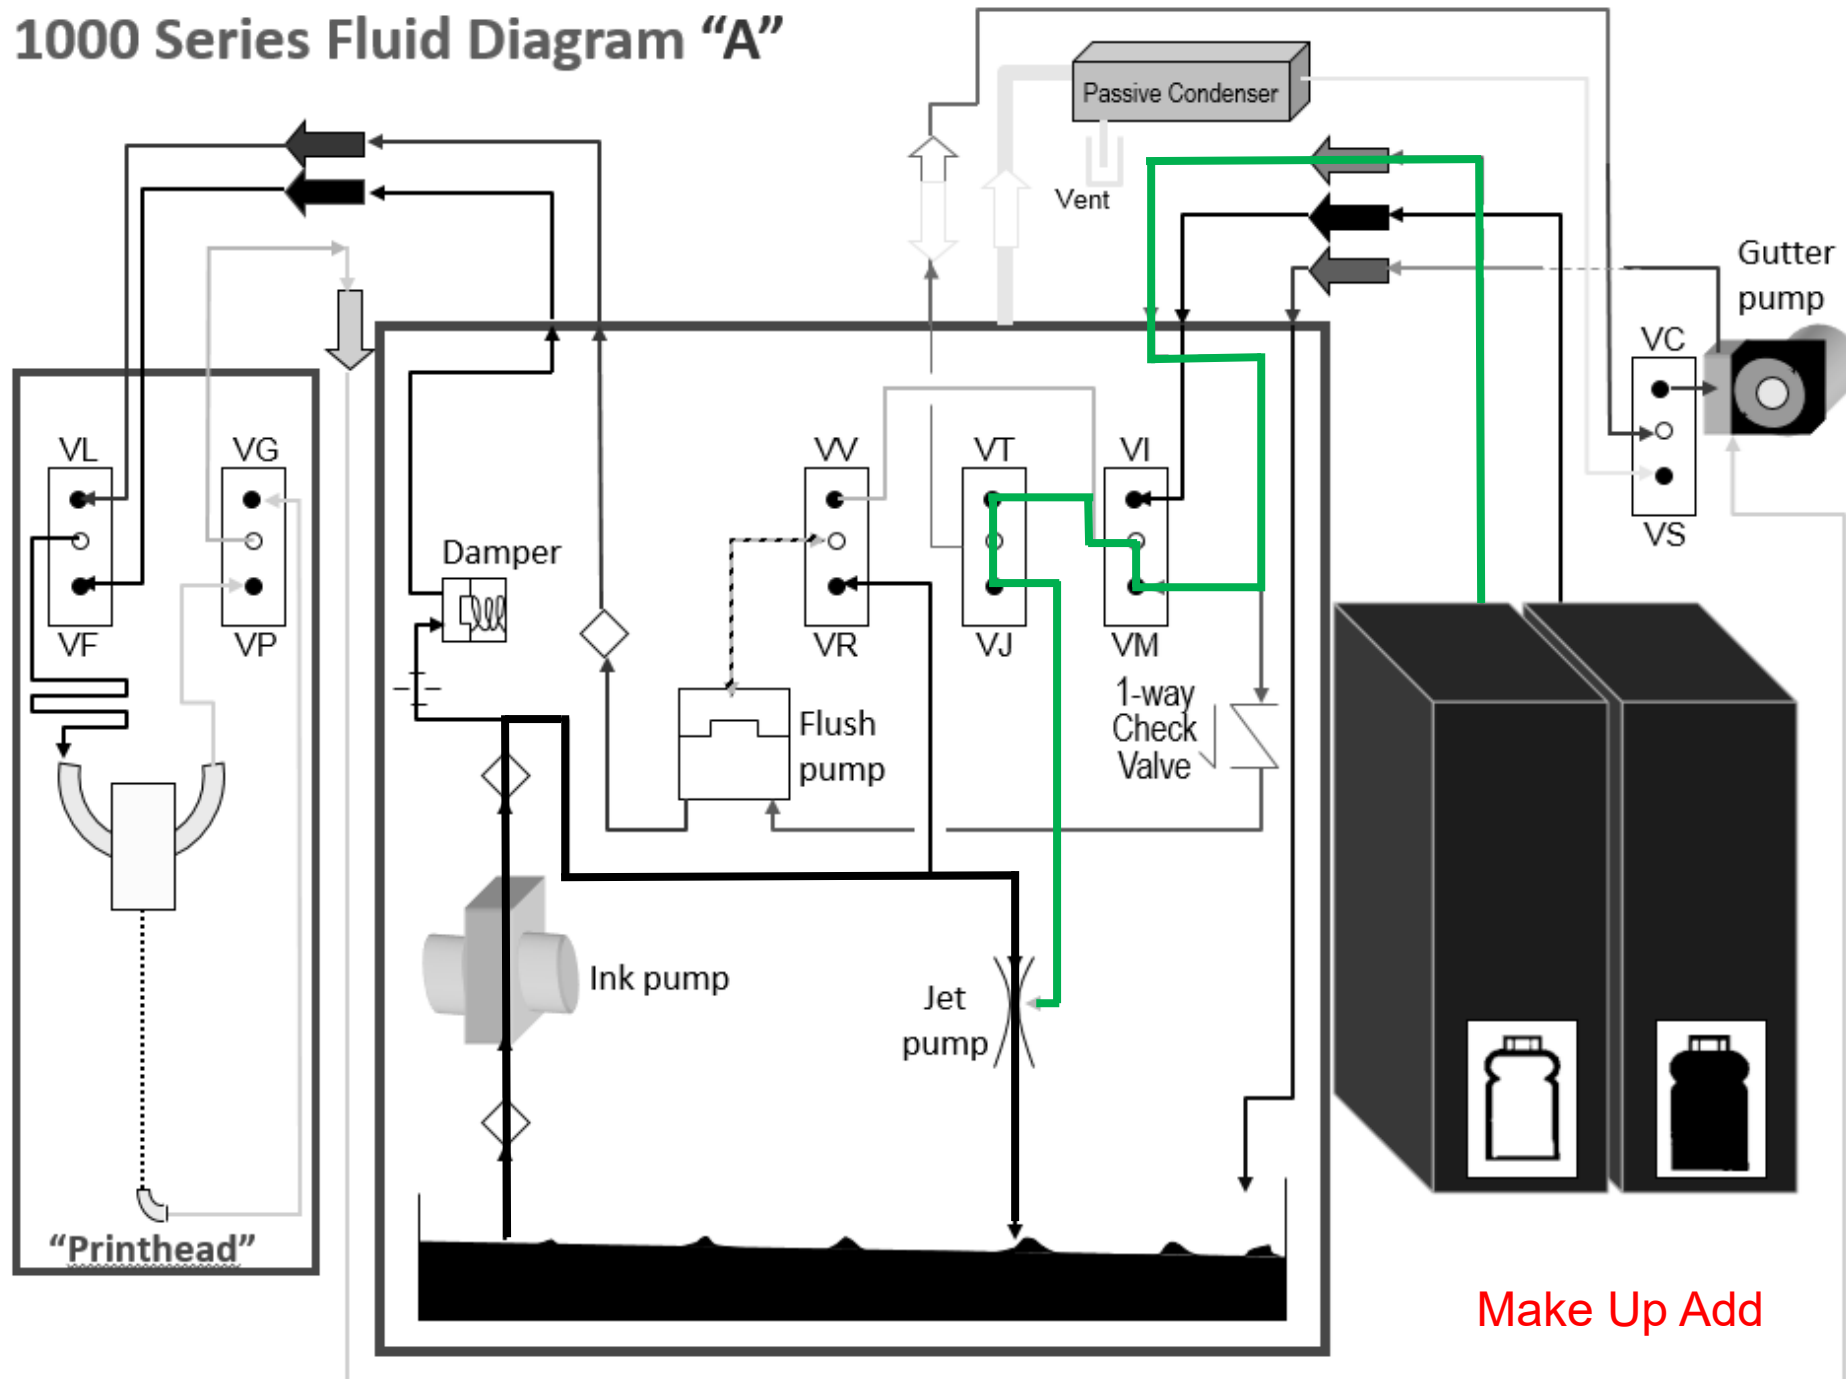 1000 Series Fluid Diagram “A”
Passive Condenser
Vent
Gutter
pump
VC
VS
VL
VF
VG
VP
VV
VR
VT
VJ
VI
VM
Damper
Flush
pump
1-way
Check
Valve
Ink pump
Jet
pump
“Printhead”
Make Up Add